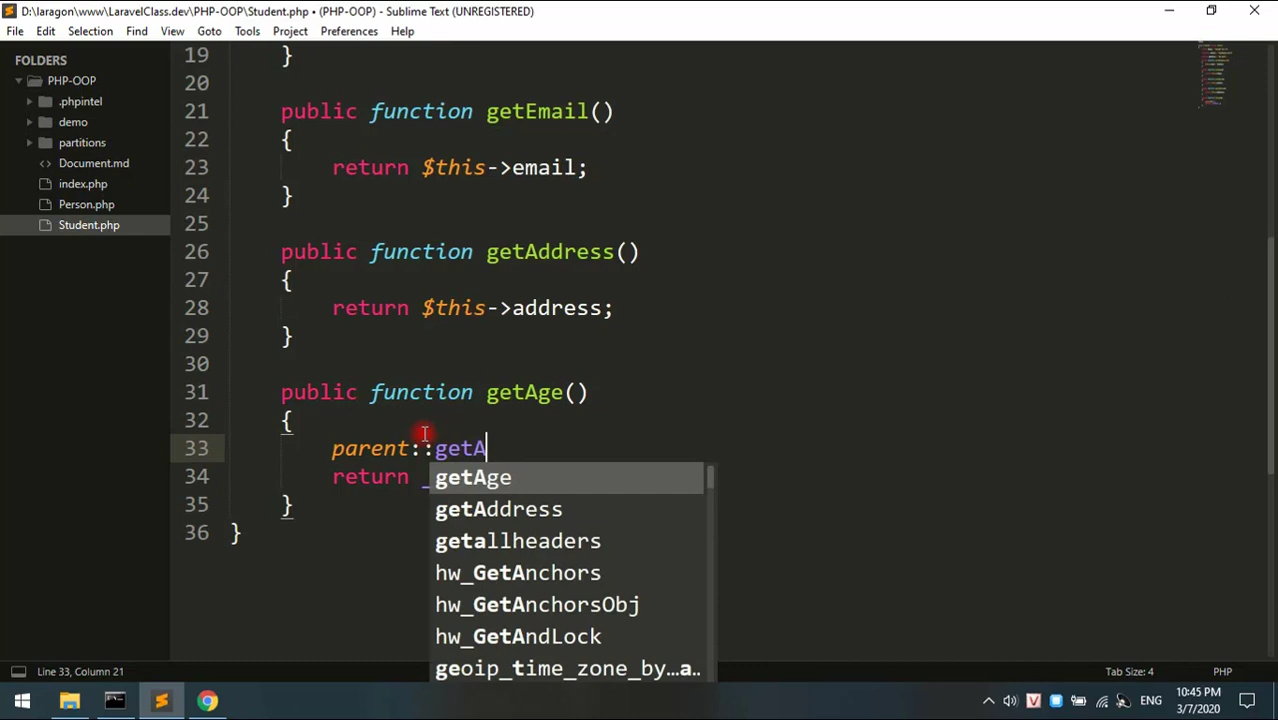 D:\laragon\www\LaravelClass.dev\PHP-OOP\Student.php • (PHP-OOP) - Sublime Text (UNREGISTERED)
File Edit Selection Find View Goto Tools Project Preferences Help
FOLDERS
PHP-OOP
.phpintel
demo
partitions
Document.md
index.php
Person.php
Student.php
19 }
20
21 public function getEmail()
22 {
23 return $this->email;
24 }
25
26 public function getAddress()
27 {
28 return $this->address;
29 }
30
31 public function getAge()
32 {
33 parent::getA
34 return _
35 }
36 }
getAge
getAddress
getallheaders
hw_GetAnchors
hw_GetAnchorsObj
hw_GetAndLock
geoip_time_zone_by…a..
Line 33, Column 21
Tab Size: 4
PHP
ENG
10:45 PM
3/7/2020